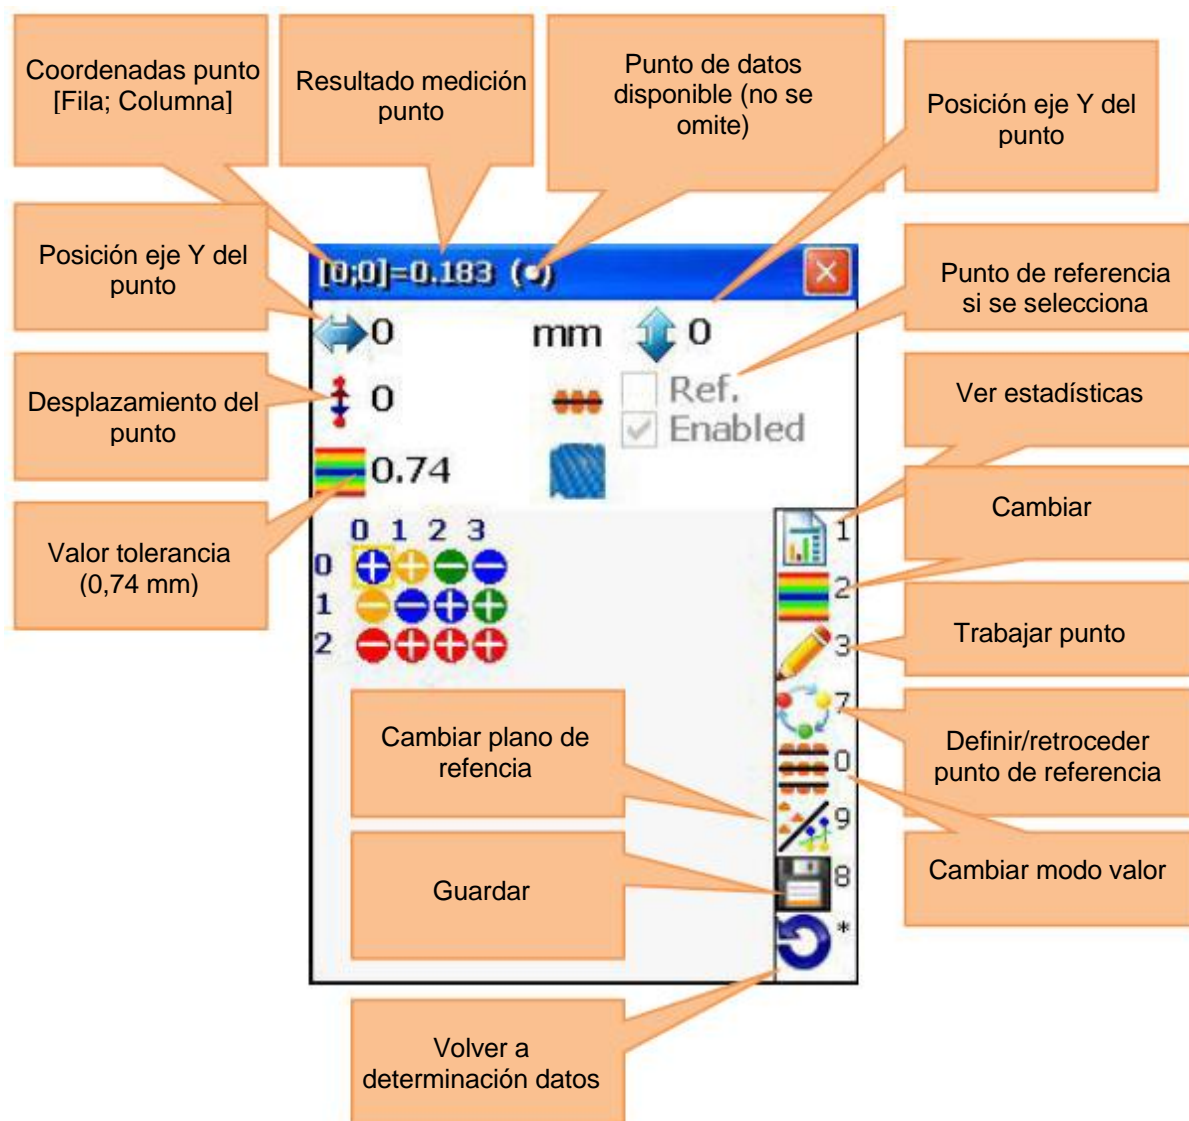 Coordenadas punto
[Fila; Columna]
Resultado medición
punto
Punto de datos
disponible (no se
omite)
Posición eje Y del
punto
Posición eje Y del
punto
[0;0]=0.183 (●)
Punto de referencia
si se selecciona
0 mm 0
Desplazamiento del
punto
0
Ref.
Enabled
Ver estadísticas
0.74
Valor tolerancia
(0,74 mm)
Cambiar
0 1 2 3
0
1
2
1
2
3
7
0
9
8
*
Trabajar punto
Definir/retroceder
punto de referencia
Cambiar plano de
refencia
Cambiar modo valor
Guardar
Volver a
determinación datos